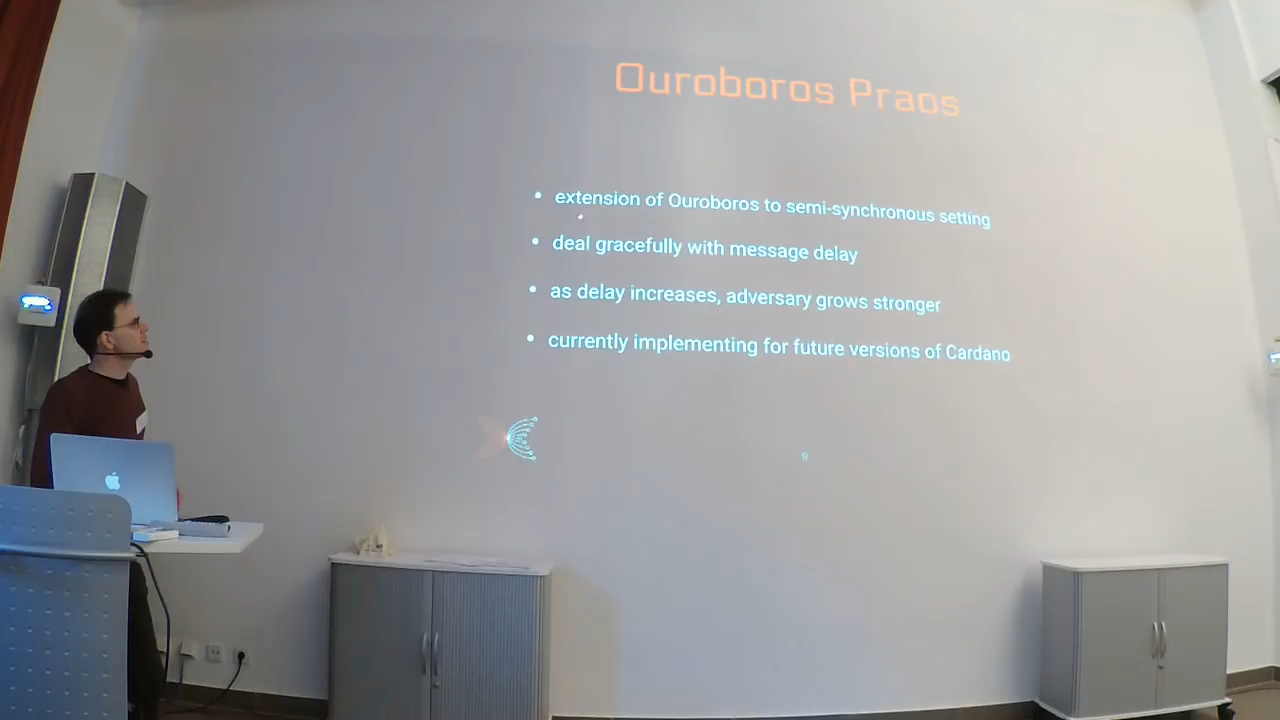 Ouroboros Praos
• extension of Ouroboros to semi-synchronous setting
• deal gracefully with message delay
• as delay increases, adversary grows stronger
• currently implementing for future versions of Cardano
9